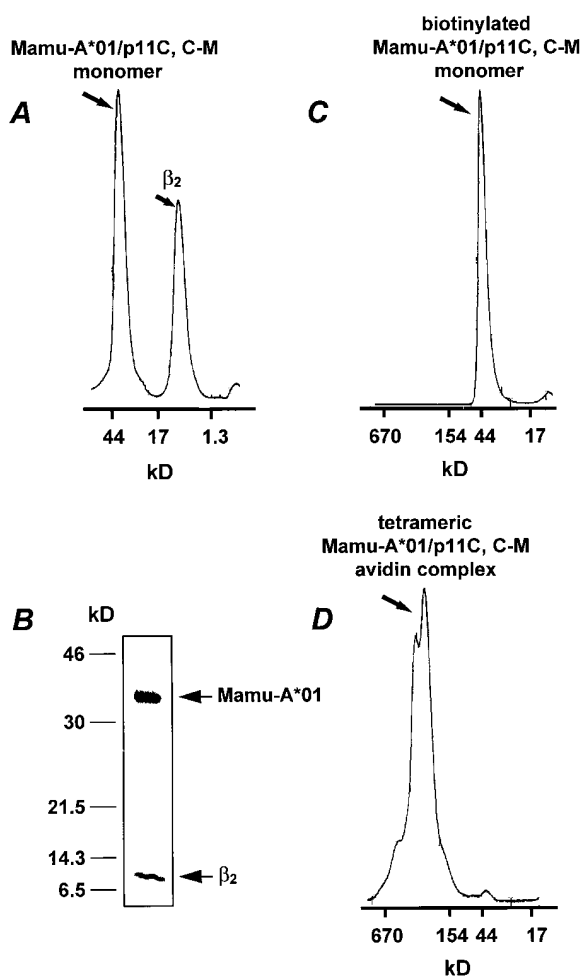 A
Mamu-A*01/p11C, C-M
monomer
β₂
44 17 1.3
kD
C
biotinylated
Mamu-A*01/p11C, C-M
monomer
670 154 44 17
kD
B
kD
46
30
21.5
14.3
6.5
Mamu-A*01
β₂
D
tetrameric
Mamu-A*01/p11C, C-M
avidin complex
670 154 44 17
kD